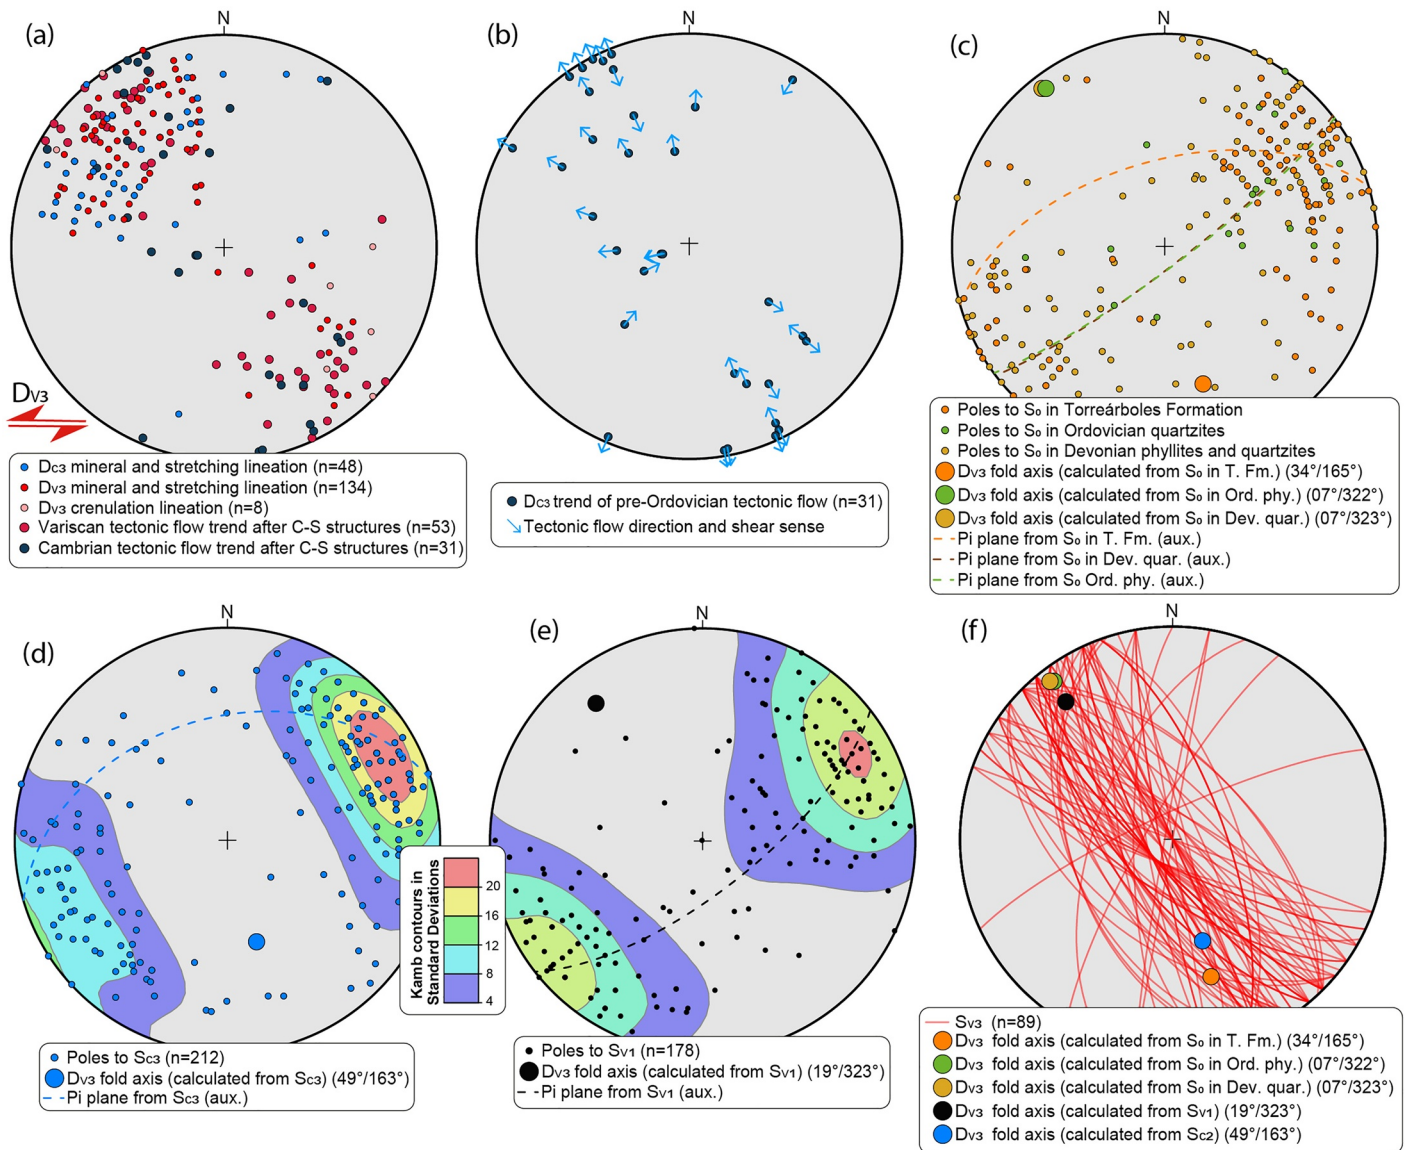 (a)
N
DV3
DC3 mineral and stretching lineation (n=48)
DV3 mineral and stretching lineation (n=134)
DV3 crenulation lineation (n=8)
Variscan tectonic flow trend after C-S structures (n=53)
Cambrian tectonic flow trend after C-S structures (n=31)
(b)
N
DC3 trend of pre-Ordovician tectonic flow (n=31)
Tectonic flow direction and shear sense
(c)
N
Poles to S₀ in Torreárboles Formation
Poles to S₀ in Ordovician quartzites
Poles to S₀ in Devonian phyllites and quartzites
DV3 fold axis (calculated from S₀ in T. Fm.) (34°/165°)
DV3 fold axis (calculated from S₀ in Ord. phy.) (07°/322°)
DV3 fold axis (calculated from S₀ in Dev. quar.) (07°/323°)
Pi plane from S₀ in T. Fm. (aux.)
Pi plane from S₀ in Dev. quar. (aux.)
Pi plane from S₀ Ord. phy. (aux.)
(d)
N
Poles to SC3 (n=212)
DV3 fold axis (calculated from SC3) (49°/163°)
Pi plane from SC3 (aux.)
Kamb contours in
Standard Deviations
20
16
12
8
4
(e)
N
Poles to SV1 (n=178)
DV3 fold axis (calculated from SV1) (19°/323°)
Pi plane from SV1 (aux.)
(f)
N
SV3 (n=89)
DV3 fold axis (calculated from S₀ in T. Fm.) (34°/165°)
DV3 fold axis (calculated from S₀ in Ord. phy.) (07°/322°)
DV3 fold axis (calculated from S₀ in Dev. quar.) (07°/323°)
DV3 fold axis (calculated from SV1) (19°/323°)
DV3 fold axis (calculated from SC2) (49°/163°)